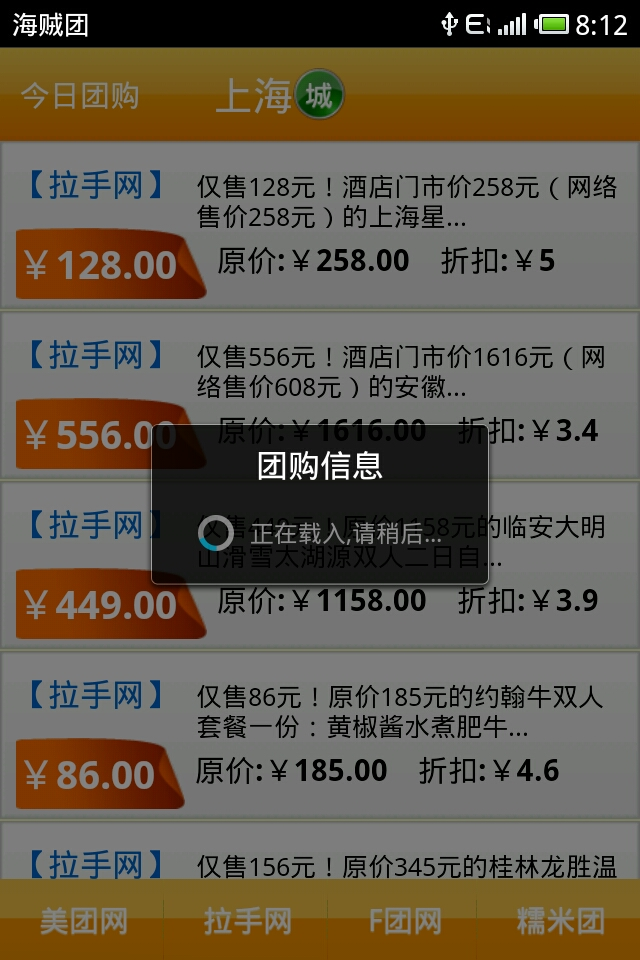 海贼团 8:12
今日团购 上海 城
【拉手网】 仅售128元！酒店门市价258元（网络
售价258元）的上海星...
￥128.00 原价:￥258.00 折扣:￥5
【拉手网】 仅售556元！酒店门市价1616元（网
络售价608元）的安徽...
￥556.00 原价:￥1616.00 折扣:￥3.4
团购信息
【拉手网】 1158元的临安大明
正在载入,请稍后...
山滑雪太湖源双人二日自...
￥449.00 原价:￥1158.00 折扣:￥3.9
【拉手网】 仅售86元！原价185元的约翰牛双人
套餐一份：黄椒酱水煮肥牛...
￥86.00 原价:￥185.00 折扣:￥4.6
【拉手网】 仅售156元！原价345元的桂林龙胜温
美团网 拉手网 F团网 糯米团